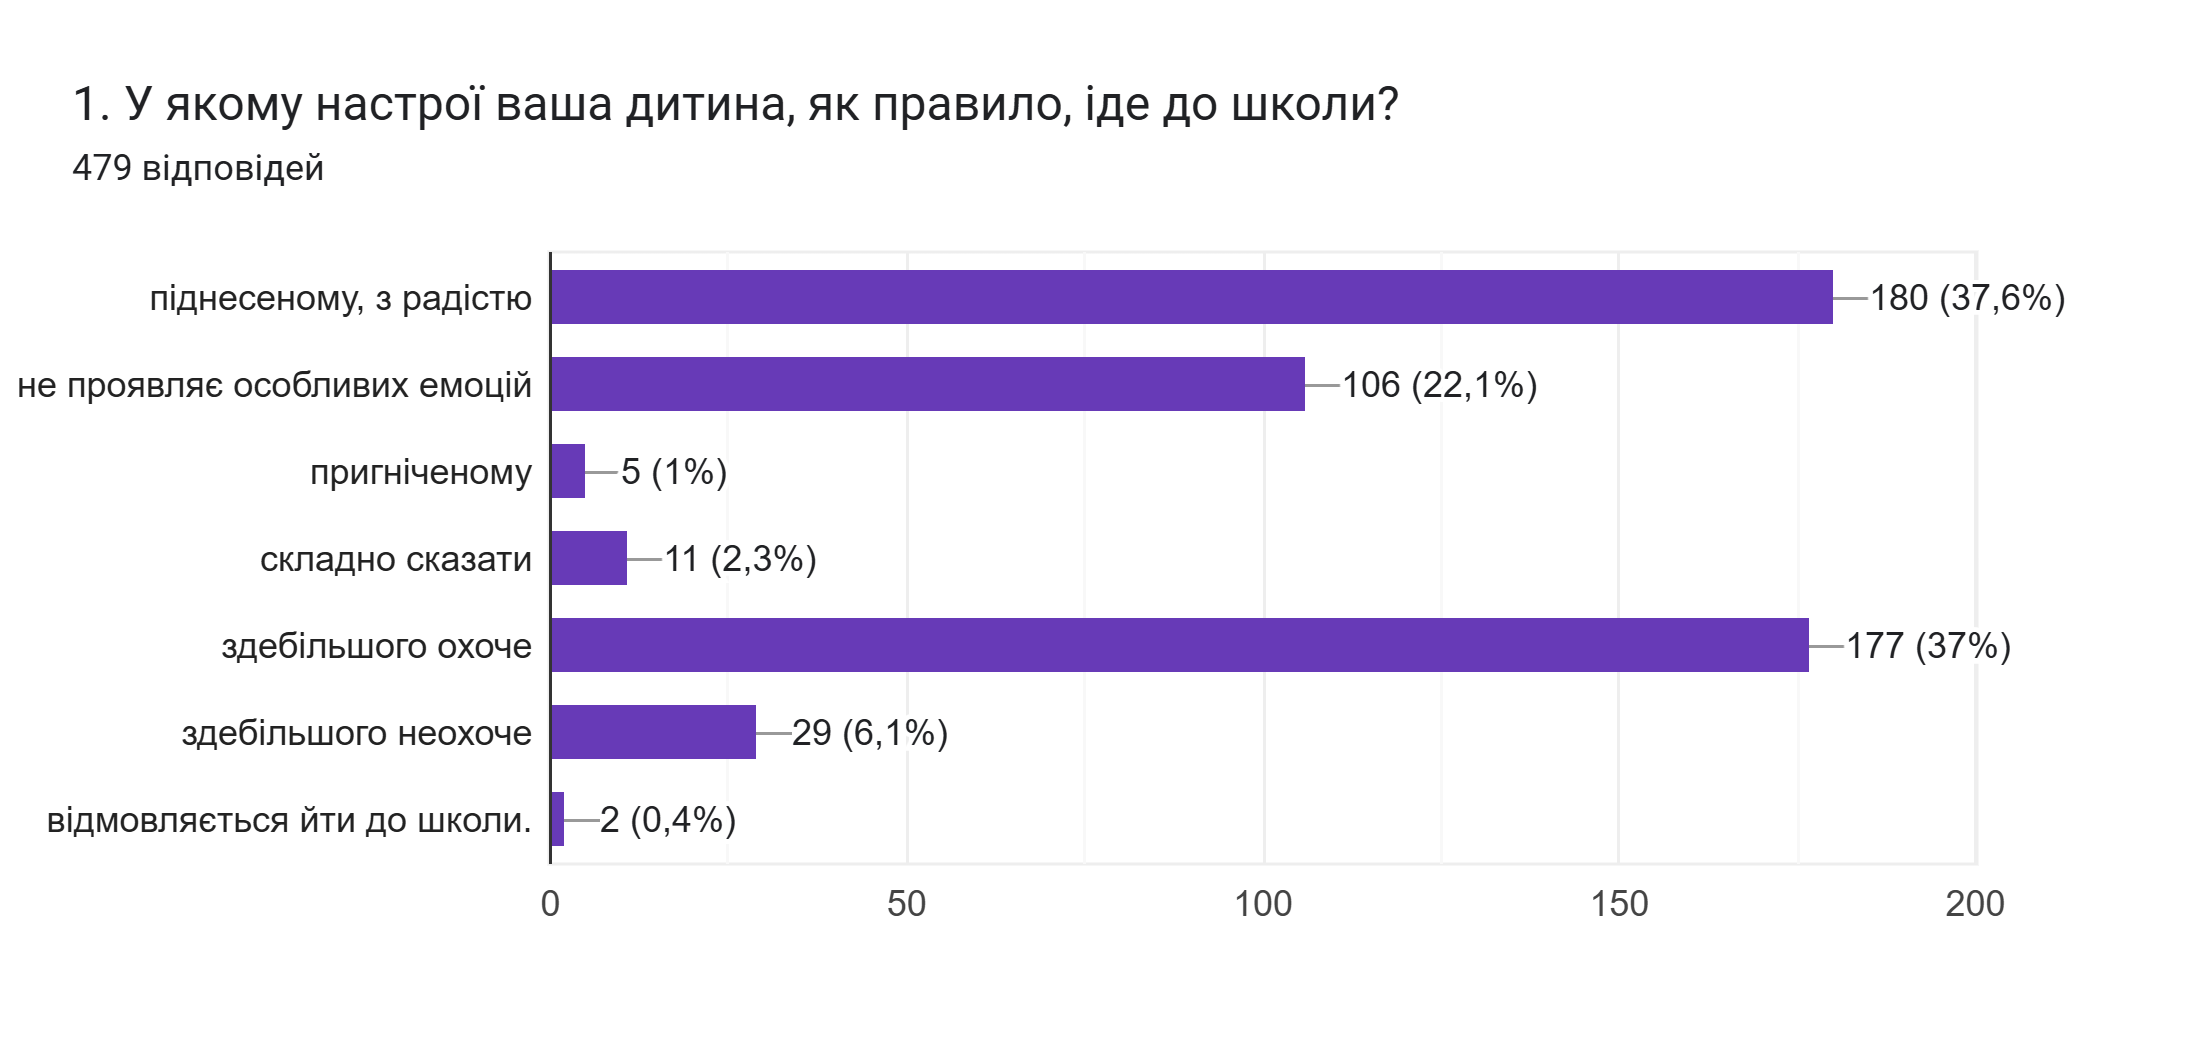 1. У якому настрої ваша дитина, як правило, іде до школи?
479 відповідей
піднесеному, з радістю 180 (37,6%)
не проявляє особливих емоцій 106 (22,1%)
пригніченому 5 (1%)
складно сказати 11 (2,3%)
здебільшого охоче 177 (37%)
здебільшого неохоче 29 (6,1%)
відмовляється йти до школи. 2 (0,4%)
0 50 100 150 200